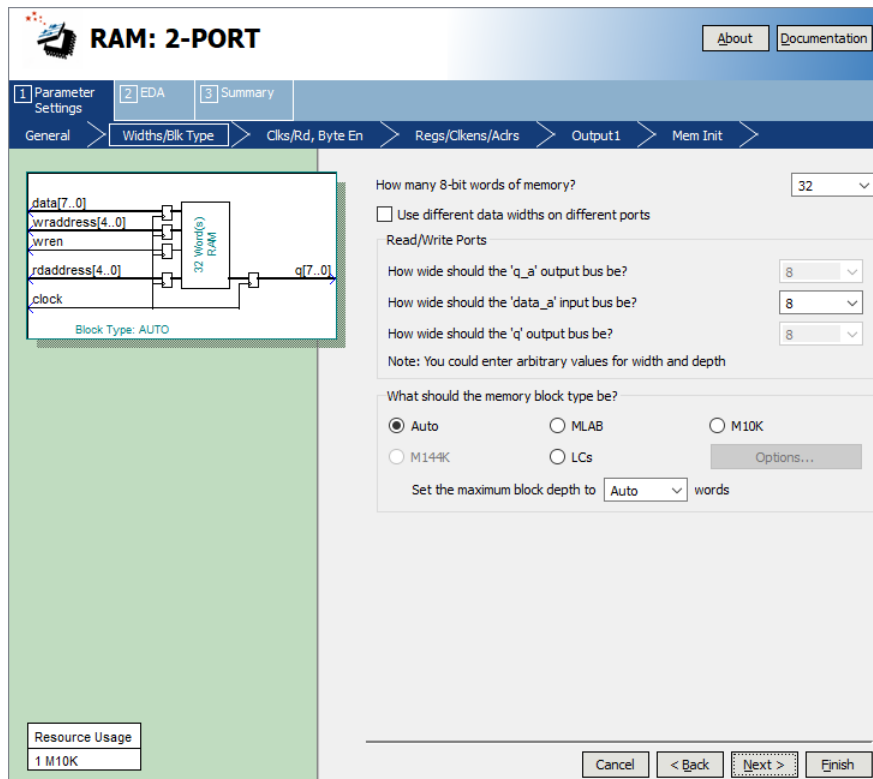 RAM: 2-PORT
About
Documentation
1 Parameter Settings
2 EDA
3 Summary
General
Widths/Blk Type
Clks/Rd, Byte En
Regs/Clkens/Adrs
Output1
Mem Init
data[7..0]
wraddress[4..0]
wren
rdaddress[4..0]
clock
32 Word(s)
RAM
q[7..0]
Block Type: AUTO
How many 8-bit words of memory?
32
Use different data widths on different ports
Read/Write Ports
How wide should the 'q_a' output bus be?
8
How wide should the 'data_a' input bus be?
8
How wide should the 'q' output bus be?
8
Note: You could enter arbitrary values for width and depth
What should the memory block type be?
Auto
MLAB
M10K
M144K
LCs
Options...
Set the maximum block depth to
Auto
words
Resource Usage
1 M10K
Cancel
< Back
Next >
Finish